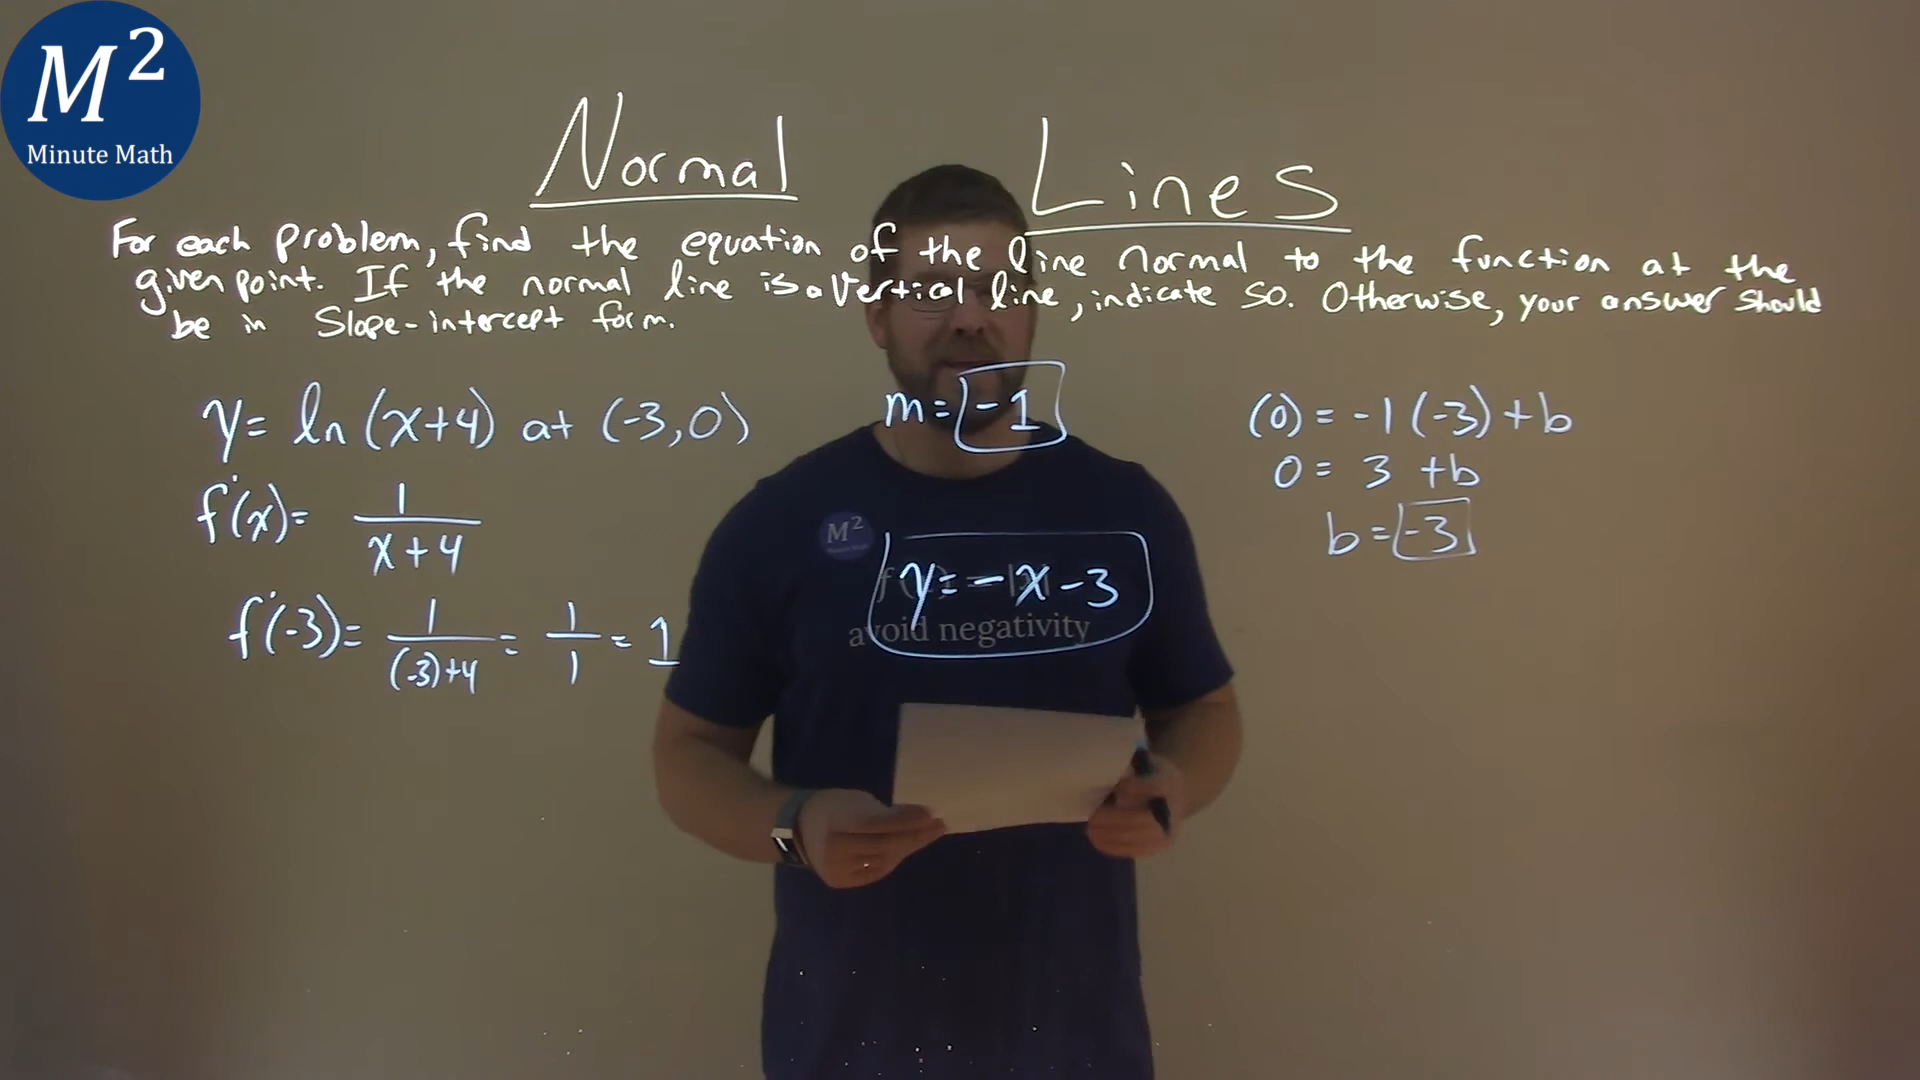 M²
Minute Math
Normal Lines
For each problem, find the equation of the line normal to the function at the
given point. If the normal line is a vertical line, indicate so. Otherwise, your answer should
be in Slope-intercept form.
y = ln (x+4) at (-3,0)
f'(x) = 1/(x+4)
f'(-3) = 1/((-3)+4) = 1/1 = 1
m = -1
y = -x - 3
M²
avoid negativity
(0) = -1(-3) + b
0 = 3 + b
b = -3